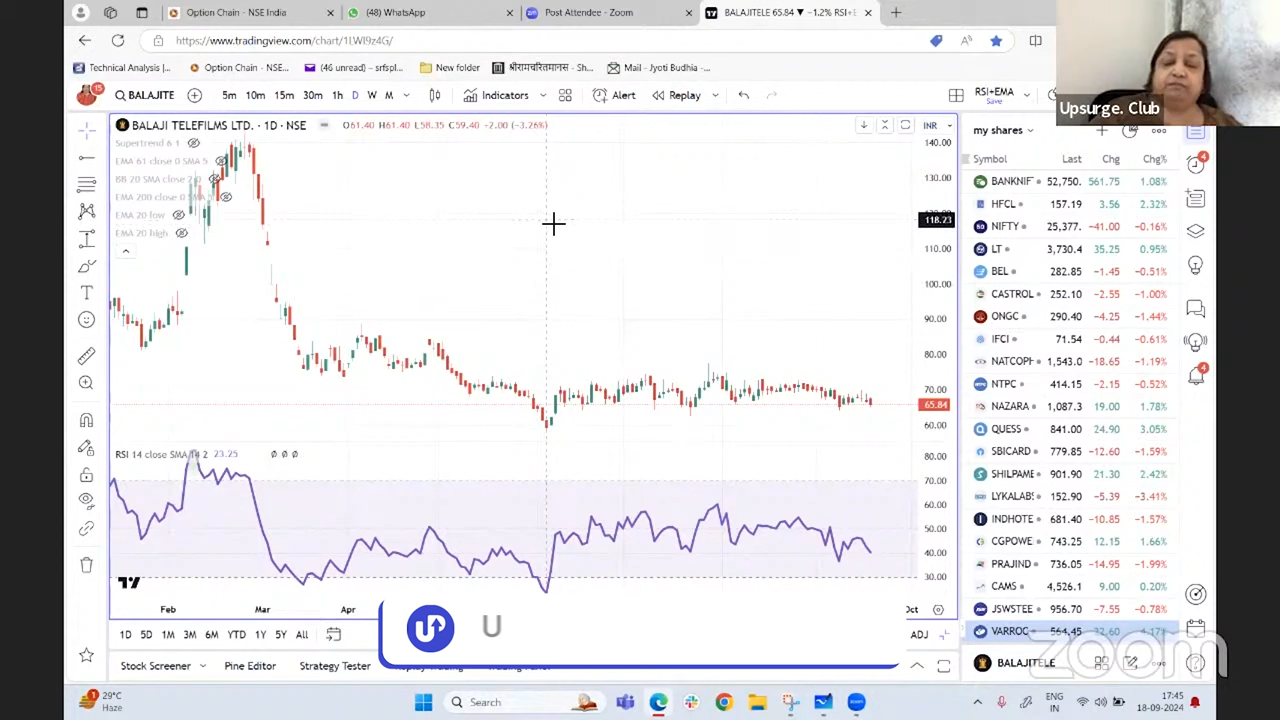 Option Chain - NSE India
(48) WhatsApp
Post Attendee - Zoom
BALAJITELE 65.84 ▼ −1.2% RSI+E
https://www.tradingview.com/chart/1LWI9z4G/
Technical Analysis |...
Option Chain - NSE...
(46 unread) - srfspl...
New folder
श्रीरामचरितमानस - Sh...
Mail - Jyoti Budhia -...
Upsurge. Club
15
BALAJITE
5m 10m 15m 30m 1h D W M
Indicators
Alert
Replay
RSI+EMA
Save
BALAJI TELEFILMS LTD. · 1D · NSE
O61.40 H61.40 L58.35 C59.40 −2.00 (−3.26%)
INR
Supertrend 6 1
EMA 61 close 0 SMA 5
BB 20 SMA 2
EMA 200 close 0 SMA
EMA 20 low
EMA 20 high
140.00
130.00
118.23
110.00
100.00
90.00
80.00
70.00
65.84
60.00
RSI 14 close SMA 14 2 23.25
80.00
70.00
60.00
50.00
40.00
30.00
Feb Mar Apr Oct
1D 5D 1M 3M 6M YTD 1Y 5Y All
ADJ
U
Stock Screener
Pine Editor
Strategy Tester
my shares
Symbol Last Chg Chg%
BANKNIF 52,750. 561.75 1.08%
HFCL 157.19 3.56 2.32%
NIFTY 25,377. −41.00 −0.16%
LT 3,730.4 35.25 0.95%
BEL 282.85 −1.45 −0.51%
CASTROL 252.10 −2.55 −1.00%
ONGC 290.40 −4.25 −1.44%
IFCI 71.54 −0.44 −0.61%
NATCOPH 1,543.0 −18.65 −1.19%
NTPC 414.15 −2.15 −0.52%
NAZARA 1,087.3 19.00 1.78%
QUESS 841.00 24.90 3.05%
SBICARD 779.85 −12.60 −1.59%
SHILPAME 901.90 21.30 2.42%
LYKALABS 152.90 −5.39 −3.41%
INDHOTE 681.40 −10.85 −1.57%
CGPOWE 743.25 12.15 1.66%
PRAJIND 736.05 −14.95 −1.99%
CAMS 4,526.1 9.00 0.20%
JSWSTEE 956.70 −7.55 −0.78%
VARROC 564.45 32.60 4.17%
BALAJITELE
4
4
zoom
29°C
Haze
1
Search
ENG
IN
17:45
18-09-2024